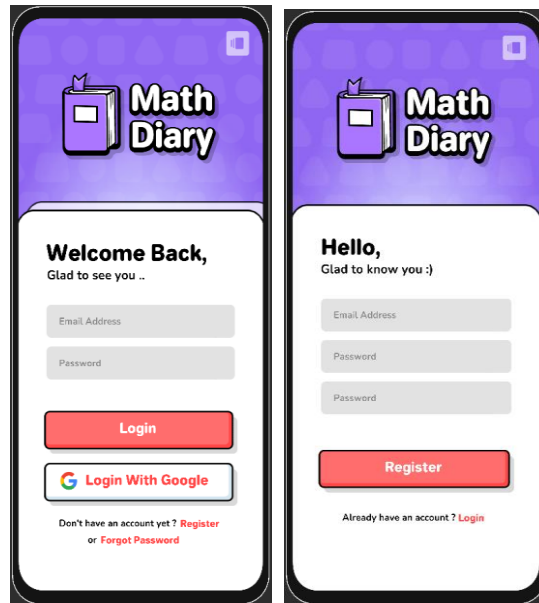 Math
Diary
Welcome Back,
Glad to see you ..
Email Address
Password
Login
Login With Google
Don't have an account yet ? Register
or Forgot Password
Math
Diary
Hello,
Glad to know you :)
Email Address
Password
Password
Register
Already have an account ? Login